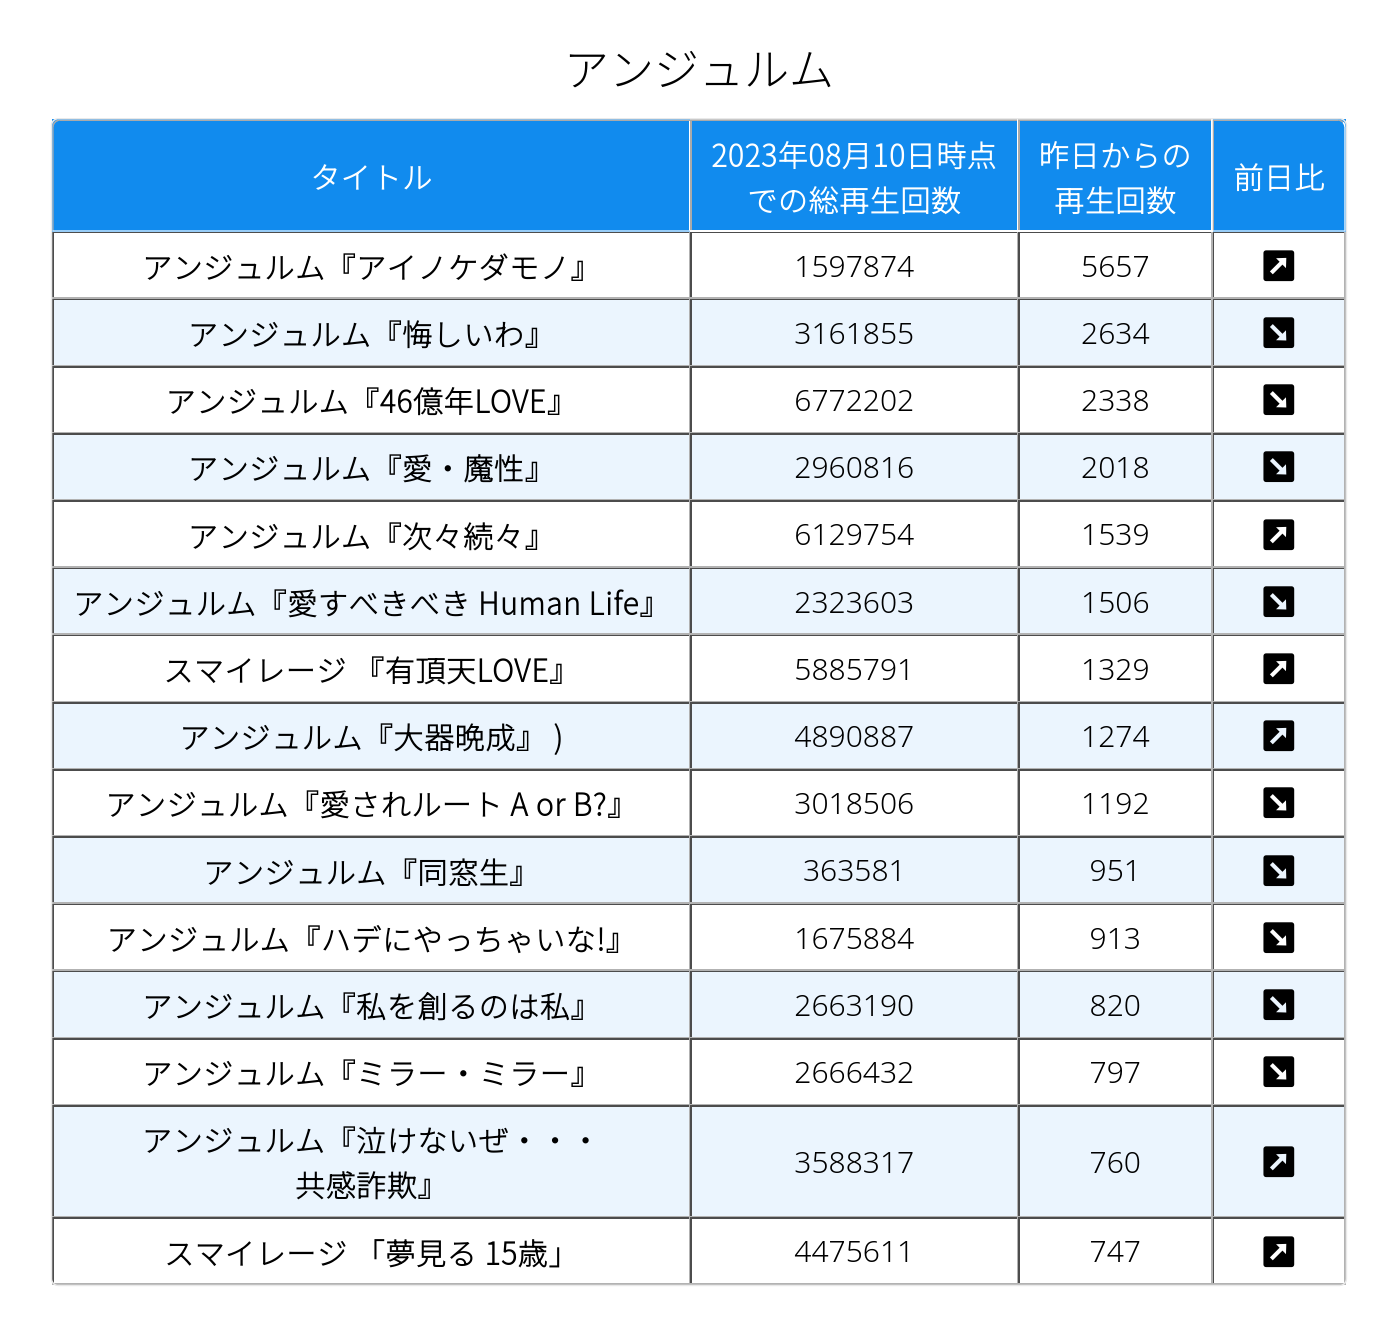 アンジュルム
タイトル
2023年08月10日時点
での総再生回数
昨日からの
再生回数
前日比
アンジュルム『アイノケダモノ』 1597874 5657 ↗
アンジュルム『悔しいわ』 3161855 2634 ↘
アンジュルム『46億年LOVE』 6772202 2338 ↘
アンジュルム『愛・魔性』 2960816 2018 ↘
アンジュルム『次々続々』 6129754 1539 ↗
アンジュルム『愛すべきべき Human Life』 2323603 1506 ↘
スマイレージ 『有頂天LOVE』 5885791 1329 ↗
アンジュルム『大器晩成』 ) 4890887 1274 ↗
アンジュルム『愛されルート A or B?』 3018506 1192 ↘
アンジュルム『同窓生』 363581 951 ↘
アンジュルム『ハデにやっちゃいな!』 1675884 913 ↘
アンジュルム『私を創るのは私』 2663190 820 ↘
アンジュルム『ミラー・ミラー』 2666432 797 ↘
アンジュルム『泣けないぜ・・・
共感詐欺』 3588317 760 ↗
スマイレージ 「夢見る 15歳」 4475611 747 ↗